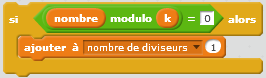 si nombre modulo k = 0 alors
ajouter à nombre de diviseurs 1